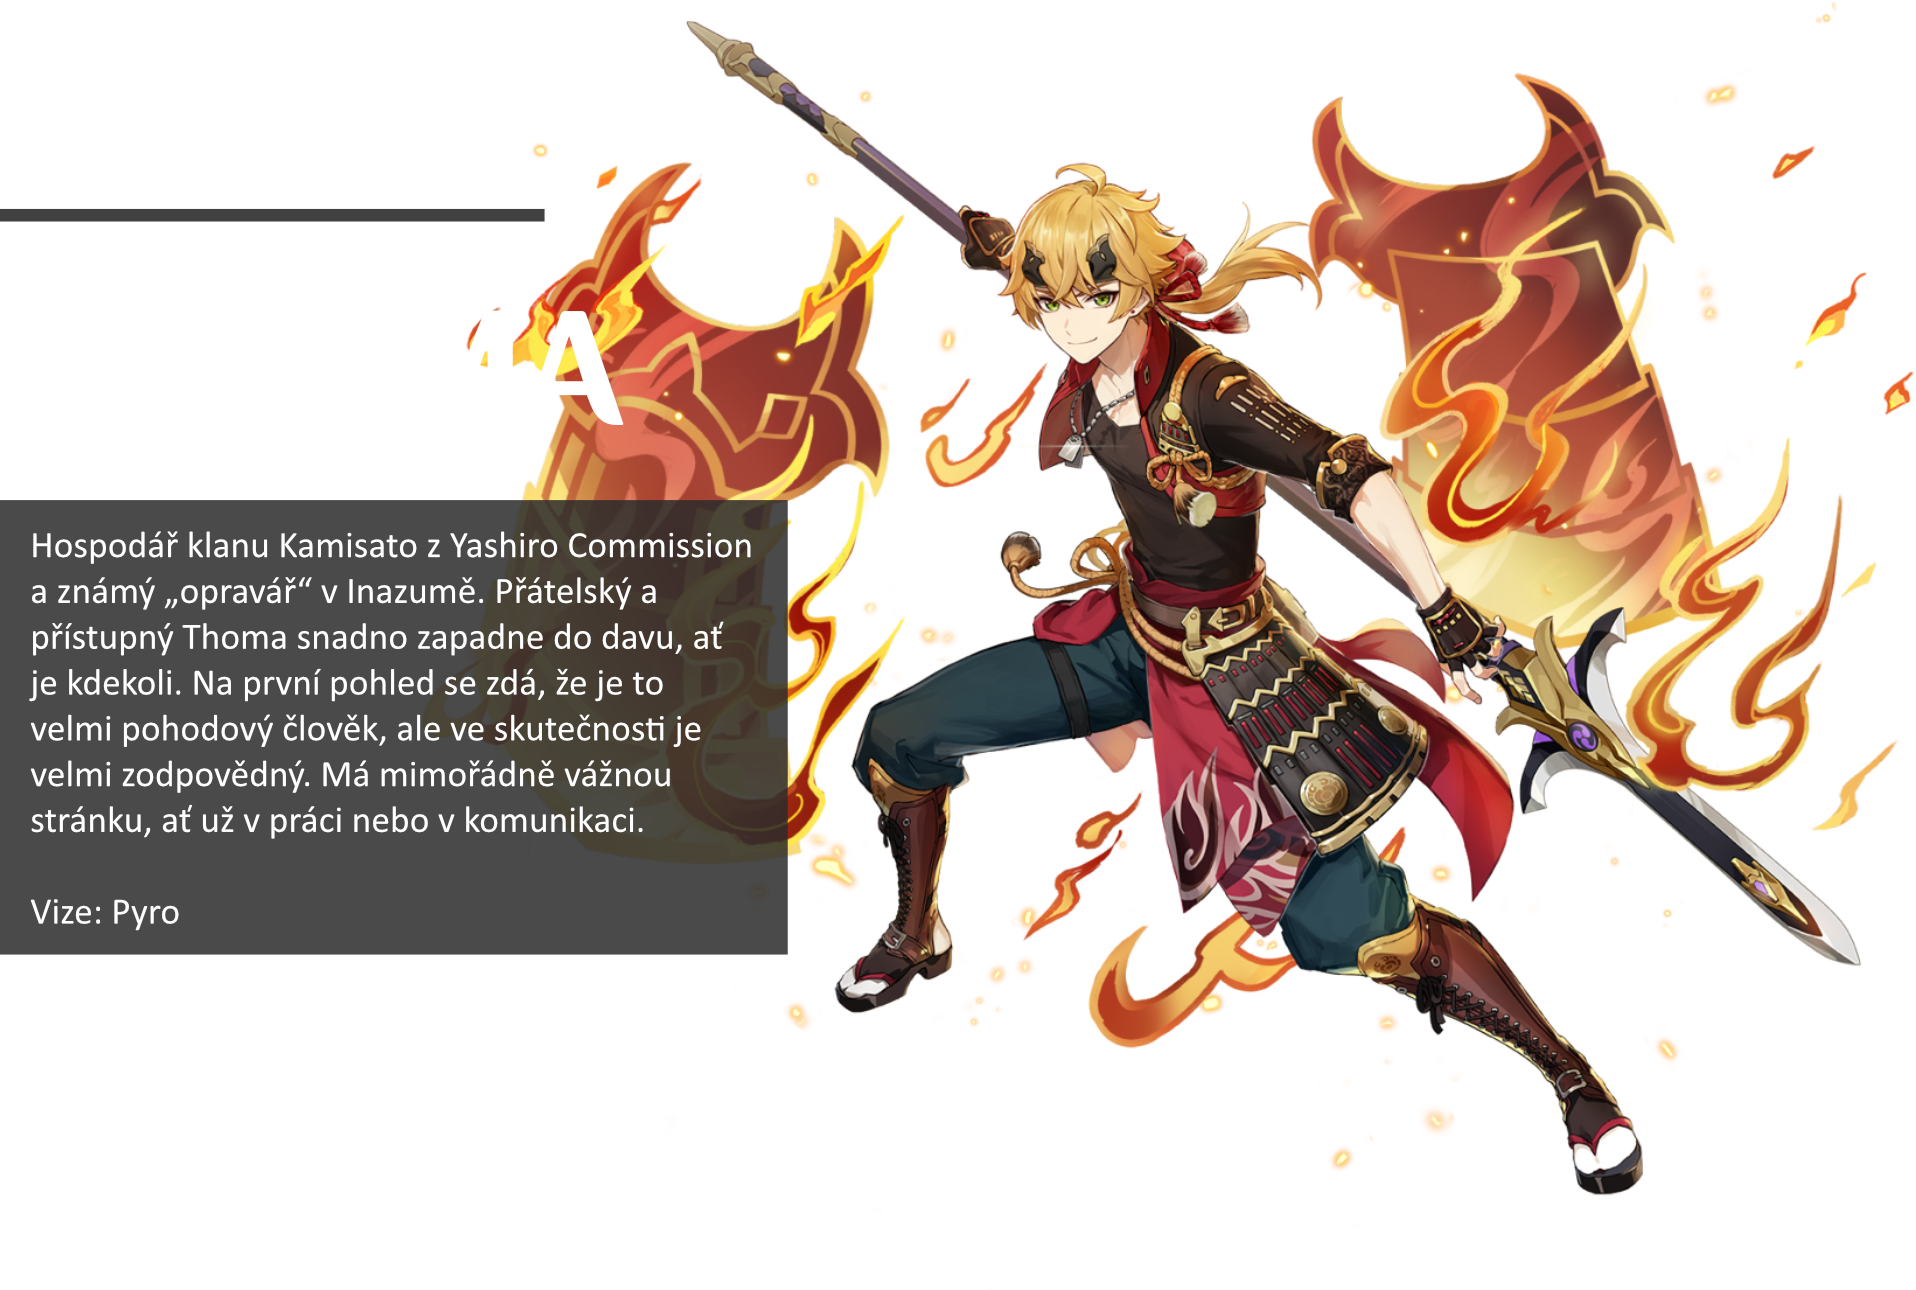 A
Hospodář klanu Kamisato z Yashiro Commission
a známý „opravář“ v Inazumě. Přátelský a
přístupný Thoma snadno zapadne do davu, ať
je kdekoli. Na první pohled se zdá, že je to
velmi pohodový člověk, ale ve skutečnosti je
velmi zodpovědný. Má mimořádně vážnou
stránku, ať už v práci nebo v komunikaci.
Vize: Pyro